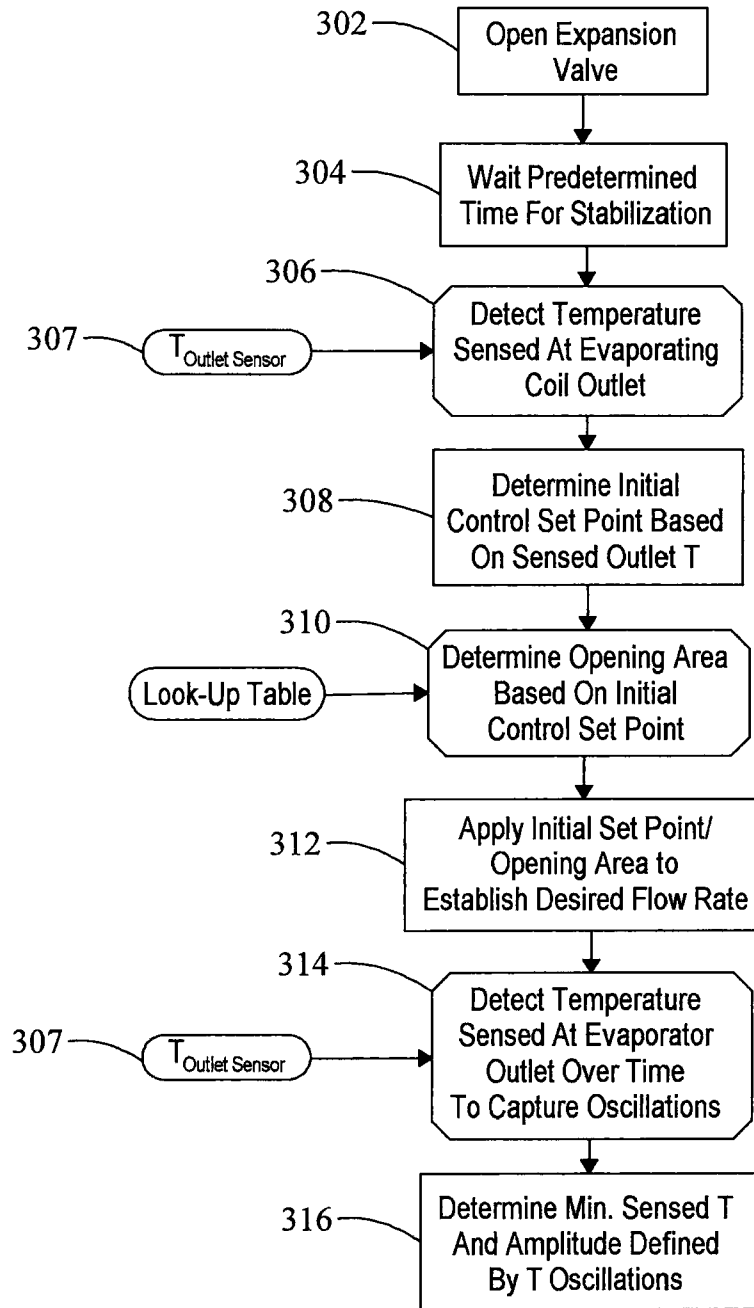 302
Open Expansion
Valve
304
Wait Predetermined
Time For Stabilization
306
307
T Outlet Sensor
Detect Temperature
Sensed At Evaporating
Coil Outlet
308
Determine Initial
Control Set Point Based
On Sensed Outlet T
310
Look-Up Table
Determine Opening Area
Based On Initial
Control Set Point
312
Apply Initial Set Point/
Opening Area to
Establish Desired Flow Rate
314
307
T Outlet Sensor
Detect Temperature
Sensed At Evaporator
Outlet Over Time
To Capture Oscillations
316
Determine Min. Sensed T
And Amplitude Defined
By T Oscillations